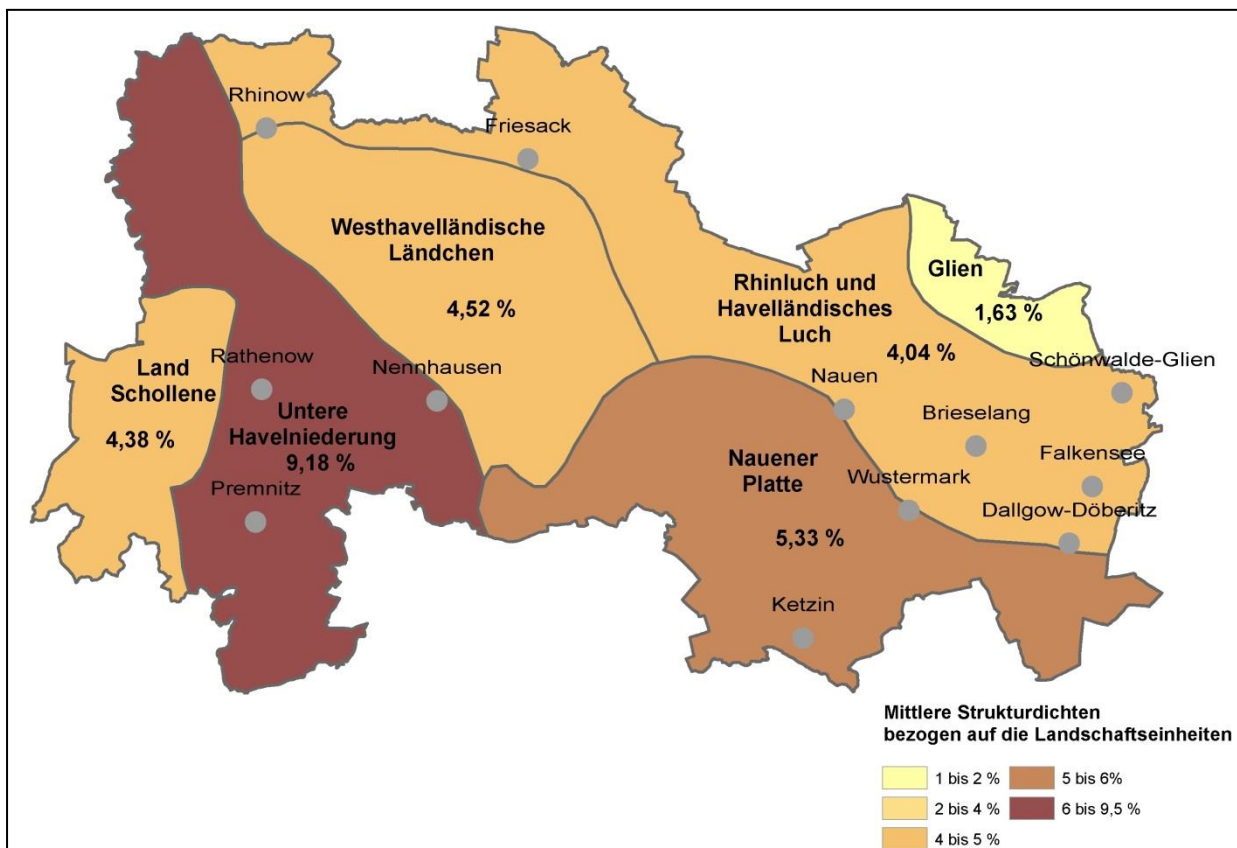 Rhinow
Friesack
Westhavelländische
Ländchen
4,52 %
Glien
1,63 %
Rhinluch und
Havelländisches
Luch
4,04 %
Schönwalde-Glien
Land
Schollene
4,38 %
Rathenow
Nennhausen
Untere
Havelniederung
9,18 %
Premnitz
Nauen
Brieselang
Falkensee
Nauener
Platte
5,33 %
Wustermark
Dallgow-Döberitz
Ketzin
Mittlere Strukturdichten
bezogen auf die Landschaftseinheiten
1 bis 2 %
2 bis 4 %
4 bis 5 %
5 bis 6%
6 bis 9,5 %